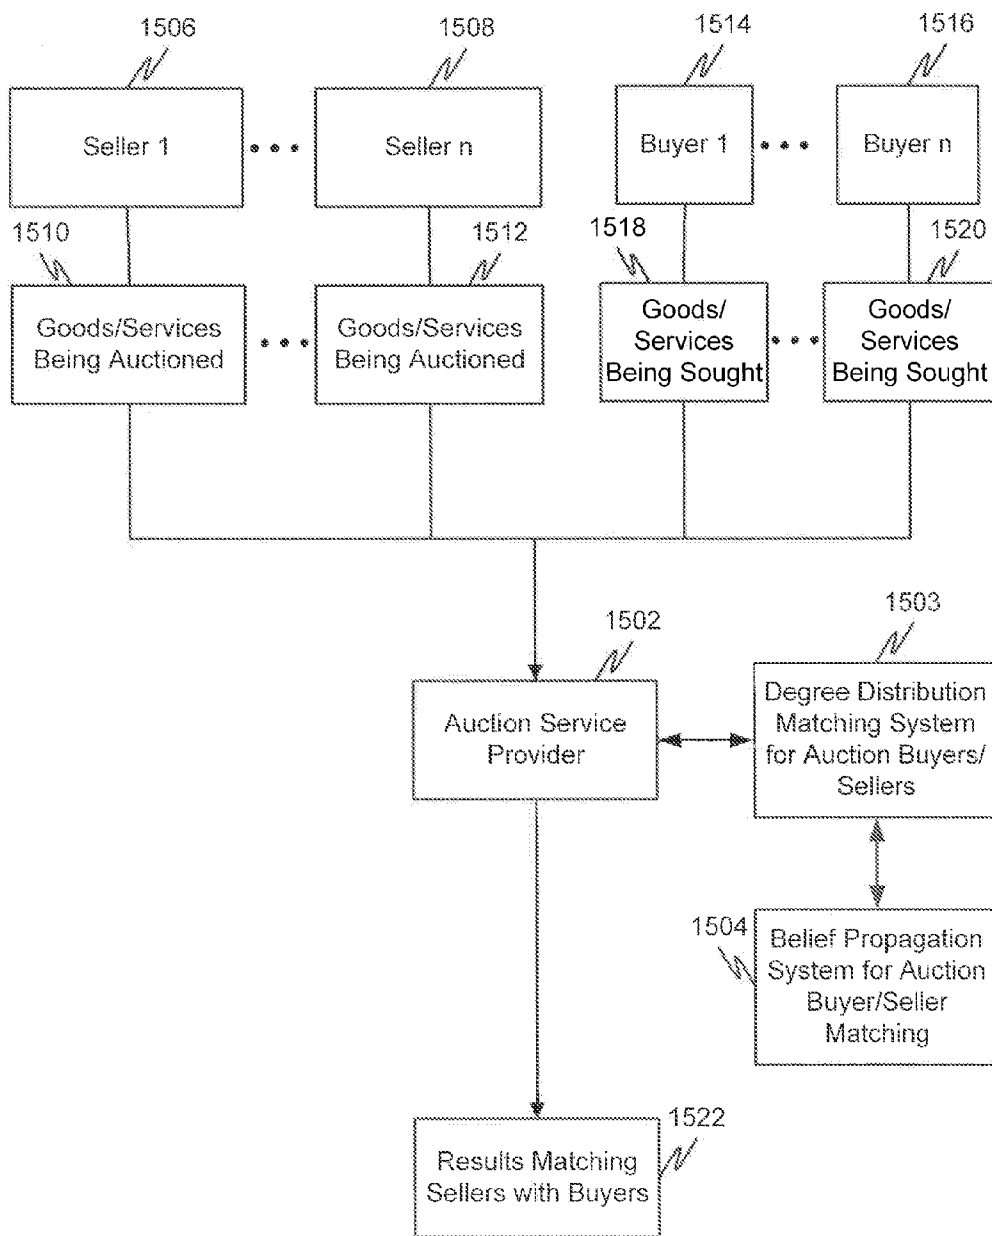 1506
1508
1514
1516
Seller 1
Seller n
Buyer 1
Buyer n
1510
1512
1518
1520
Goods/Services
Being Auctioned
Goods/Services
Being Auctioned
Goods/
Services
Being Sought
Goods/
Services
Being Sought
1502
1503
Auction Service
Provider
Degree Distribution
Matching System
for Auction Buyers/
Sellers
1504
Belief Propagation
System for Auction
Buyer/Seller
Matching
1522
Results Matching
Sellers with Buyers